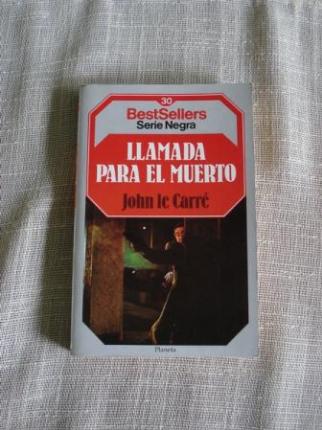 30
BestSellers
Serie Negra
LLAMADA
PARA EL MUERTO
John le Carré
Planeta